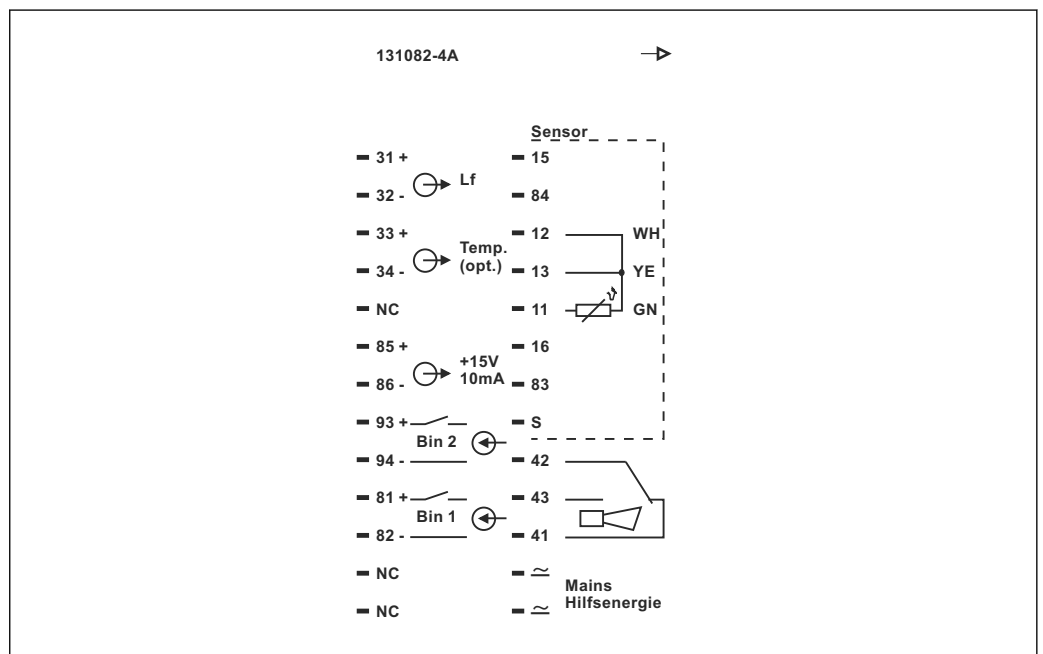 131082-4A
Sensor
31 +
15
Lf
32 -
84
33 +
12
WH
Temp.
(opt.)
34 -
13
YE
NC
11
GN
85 +
16
+15V
10mA
86 -
83
93 +
S
Bin 2
94 -
42
81 +
43
Bin 1
82 -
41
NC
≃
Mains
Hilfsenergie
NC
≃